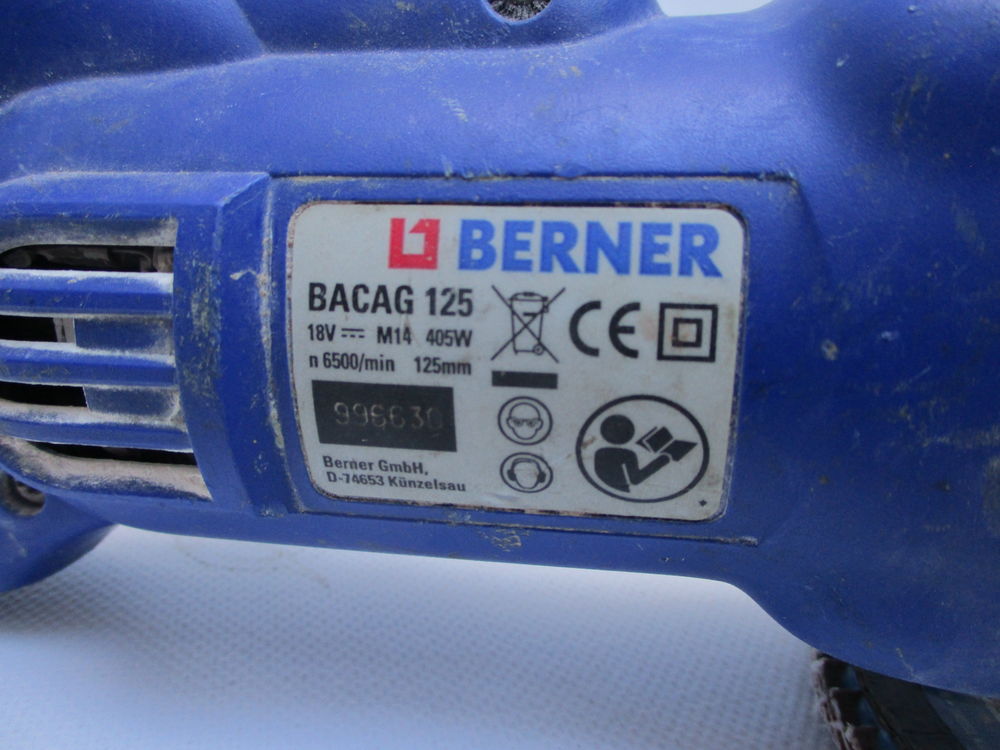 BERNER
BACAG 125
18V M14 405W
n 6500/min 125mm
CE
996630
Berner GmbH,
D-74653 Künzelsau